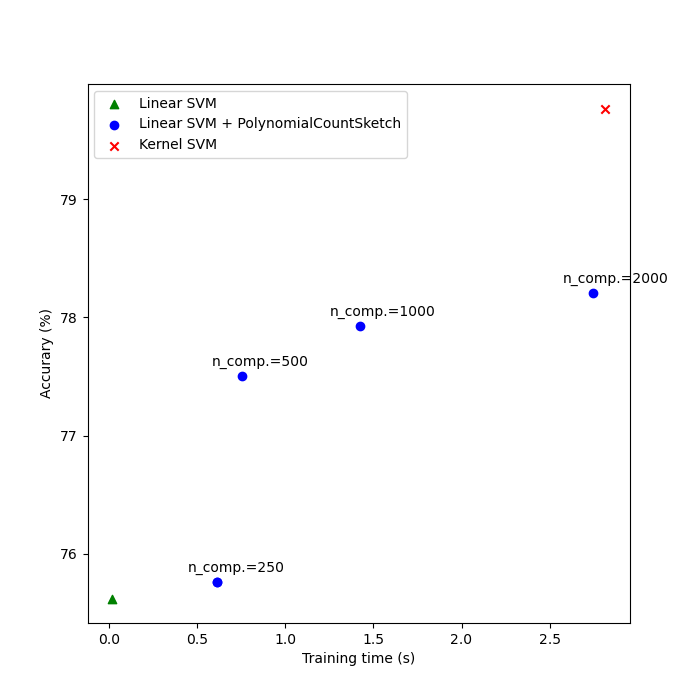 Linear SVM
Linear SVM + PolynomialCountSketch
Kernel SVM
79
78
77
76
Accurary (%)
n_comp.=2000
n_comp.=1000
n_comp.=500
n_comp.=250
0.0 0.5 1.0 1.5 2.0 2.5
Training time (s)